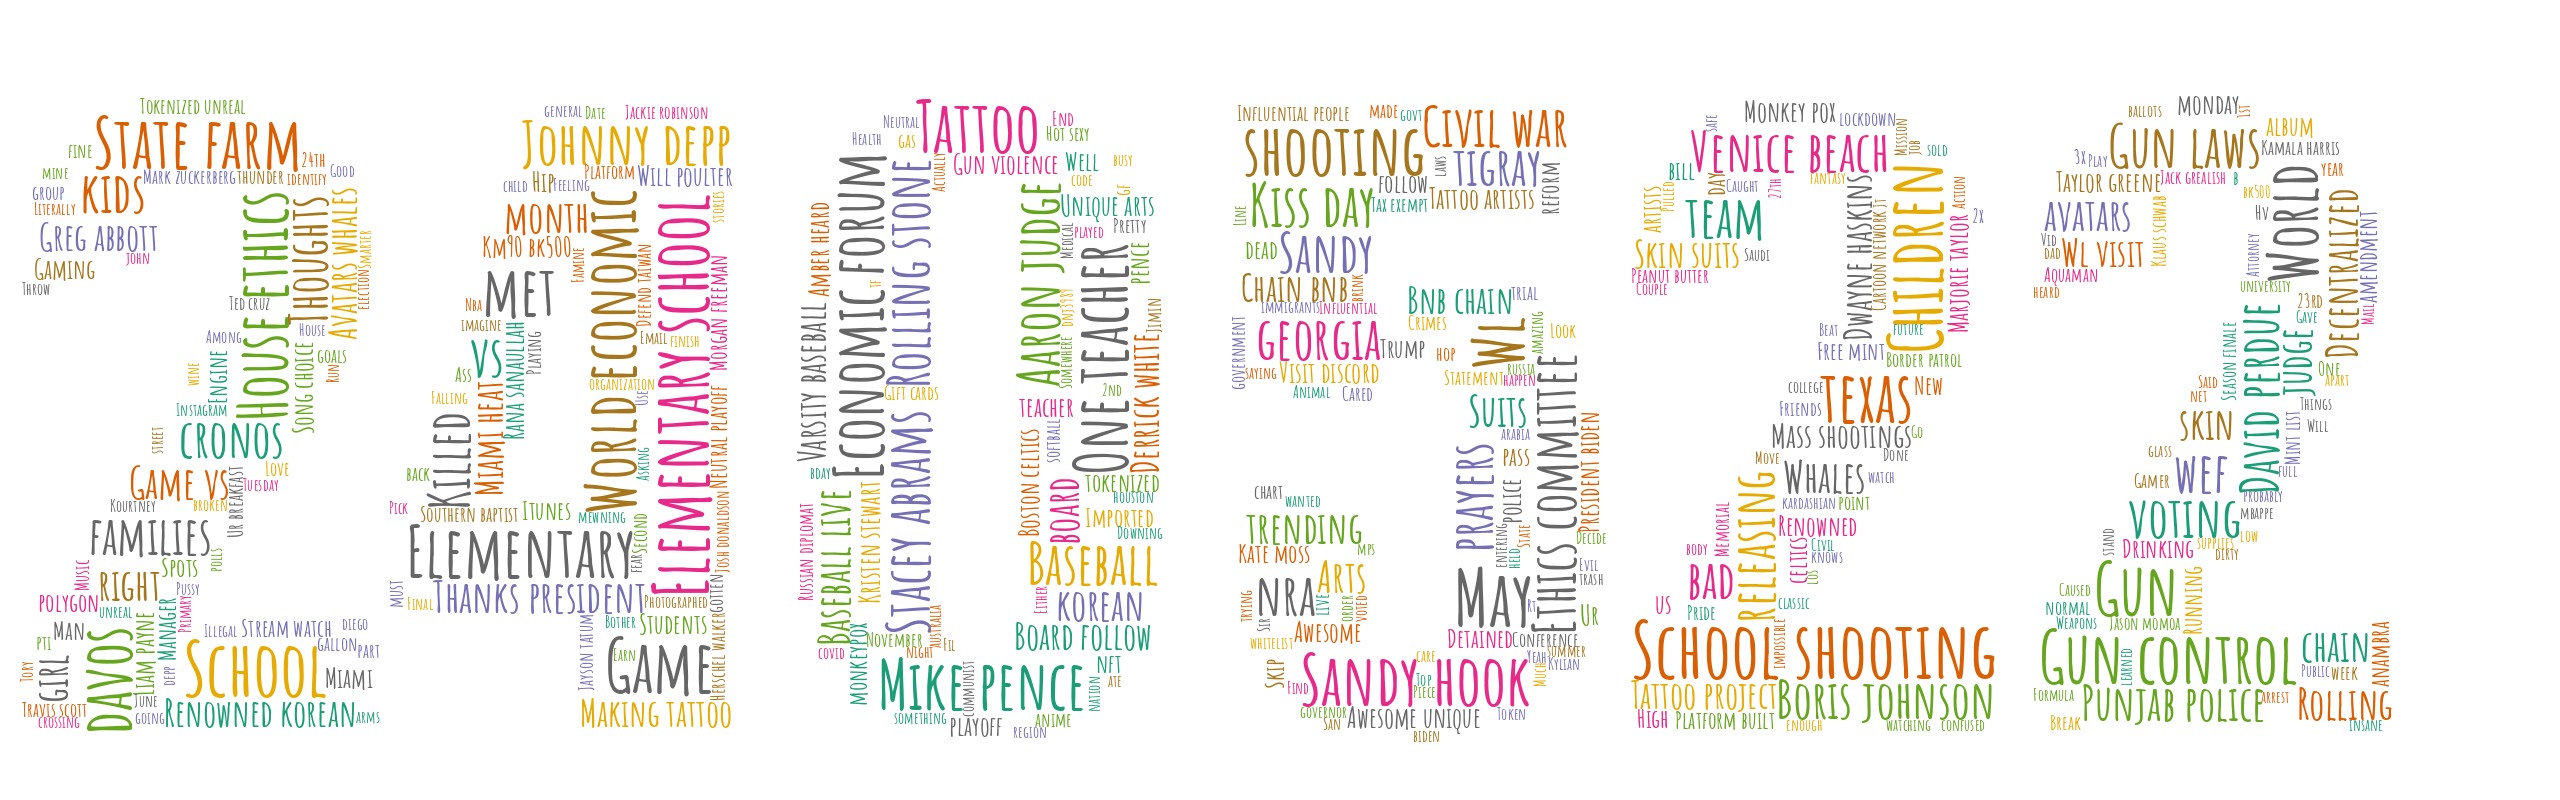 Tokenized unreal
State farm
fine
24th
mine
Mark Zuckerberg
thunder
identify
Good
group
kids
Literally
Greg Abbott
John
Gaming
Throw
House ethics
Thoughts
Avatars whales
Smarter
election
Ted Cruz
House
Among
wine
Engine
Song choice
goals
Run
Instagram
cronos
street
Game vs
Love
Tuesday
Kourtney
broken
Ur breakfast
families
polls
Spots
Music
right
Pussy
polygon
unreal
Primary
Man
Manager
Liam Payne
pti
Davos
Illegal
Stream watch
diego
gallon
part
Tory
girl
depp
School
Miami
Travis Scott
crossing
June
going
Renowned Korean
arms
general
Date
Jackie Robinson
Johnny Depp
Platform
Will Poulter
child
Hip
Feeling
stories
month
Km90 bk500
famine
World economic
Elementary school
Defend Taiwan
Morgan Freeman
met
Nba
imagine
Rana Sanaullah
Playing
Email
finish
vs
Ass
organization
Use
Miami heat
Falling
Killed
back
Asking
Neutral playoff
Pick
Southern Baptist
Itunes
mewning
Second
Josh Donaldson
Elementary
fear
must
Final
Thanks president
Photographed
gotten
Bother
Students
Jayson Tatum
Earn
Game
Herschel Walker
Making tattoo
Neutral
Tattoo
End
Hot sexy
Health
gas
Actually
Gun violence
Well
busy
code
gf
Economic forum
Rolling stone
Aaron Judge
Unique arts
Pretty
played
Medical
Amber Heard
Varsity baseball
tf
One teacher
Pence
dnj3989
Somewhere
Jimin
Derrick White
2nd
Gift cards
teacher
Stacey Abrams
softball
Boston Celtics
bday
tokenized
Houston
Board
Imported
Downing
Baseball live
Kristen Stewart
Russian diplomat
Baseball
Either
korean
monkeypox
November
Australia
Fil
night
covid
Board follow
nft
ate
Mike Pence
communist
nation
something
playoff
anime
region
Influential people
made
govt
Civil war
shooting
laws
Tigray
reform
Kiss day
follow
Tax exempt
Tattoo artists
line
dead
Sandy
Chain bnb
brink
Bnb chain
trial
immigrants
influential
Crimes
Georgia
Government
Trump
hop
Wl
Amazing
Look
saying
Visit discord
Statement
russia
happen
Animal
Cared
Suits
Ethics committee
arabia
President Biden
prayers
pass
Police
chart
wanted
trending
mps
entering
held
State
Decide
Kate Moss
nra
Arts
Evil
trash
May
Rt
Ur
trying
Sir
Live
order
voted
Awesome
whitelist
Detained
Conference
summer
Yeah
Kylian
Much
Skip
care
Find
Sandy Hook
Top
Piece
Governor
San
Awesome unique
Token
Biden
Monkey pox
lockdown
safe
Mission
job
sold
Venice beach
bill
Day
Caught
fantasy
27th
Artists
pulled
team
Dwayne Haskins
Cartoon network jt
Children
Action
2x
Marjorie Taylor
Skin suits
Saudi
Peanut butter
Couple
Beat
Future
Free mint
Border patrol
college
Texas
New
Friends
Mass shootings
Go
Done
Move
Whales
watch
Kardashian
point
Releasing
Renowned
Memorial
body
Celtics
Civil
knows
Los
bad
us
Pride
classic
School shooting
impossible
Tattoo project
Boris Johnson
High
Platform built
enough
watching
confused
ballots
Monday
1st
Gun laws
album
Kamala Harris
3x
Play
Taylor Greene
Jack Grealish
B
year
bk500
avatars
Hv
World
Vid
dad
Wl visit
Klaus Schwab
Attorney
Decentralized
Amendment
Mail
Aquaman
heard
university
23rd
Gave
David Perdue
Judge
Season finale
One
apart
Said
net
Things
skin
Mint list
Will
glass
Gamer
wef
full
probably
mbappe
voting
stand
Drinking
supplies
low
dirty
Gun
Running
Caused
normal
Weapons
Jason Momoa
Gun control
chain
Anambra
learned
Public
week
Formula
Punjab police
arrest
Rolling
Break
insane